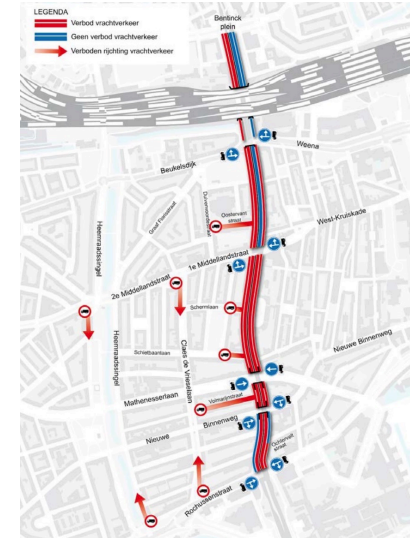 LEGENDA
Verbod vrachtverkeer
Geen verbod vrachtverkeer
Verboden rijchting vrachtverkeer
Bentinck
plein
Weena
Beukelsdijk
Graaf Florisstraat
Duivenvoordestraat
Oostervant
straat
West-Kruiskade
Heemraadssingel
1e Middellandstraat
2e Middellandstraat
Schermlaan
Heemraadssingel
Claes de Vrieselaan
Schietbaanlaan
Nieuwe Binnenweg
Mathenesserlaan
Volmarijnstraat
Nieuwe
Binnenweg
Ochtervelt
straat
Rochussenstraat